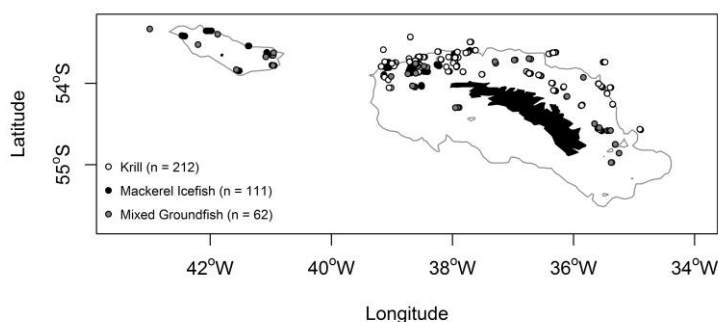 Latitude
54°S
55°S
Krill (n = 212)
Mackerel Icefish (n = 111)
Mixed Groundfish (n = 62)
42°W
40°W
38°W
36°W
34°W
Longitude